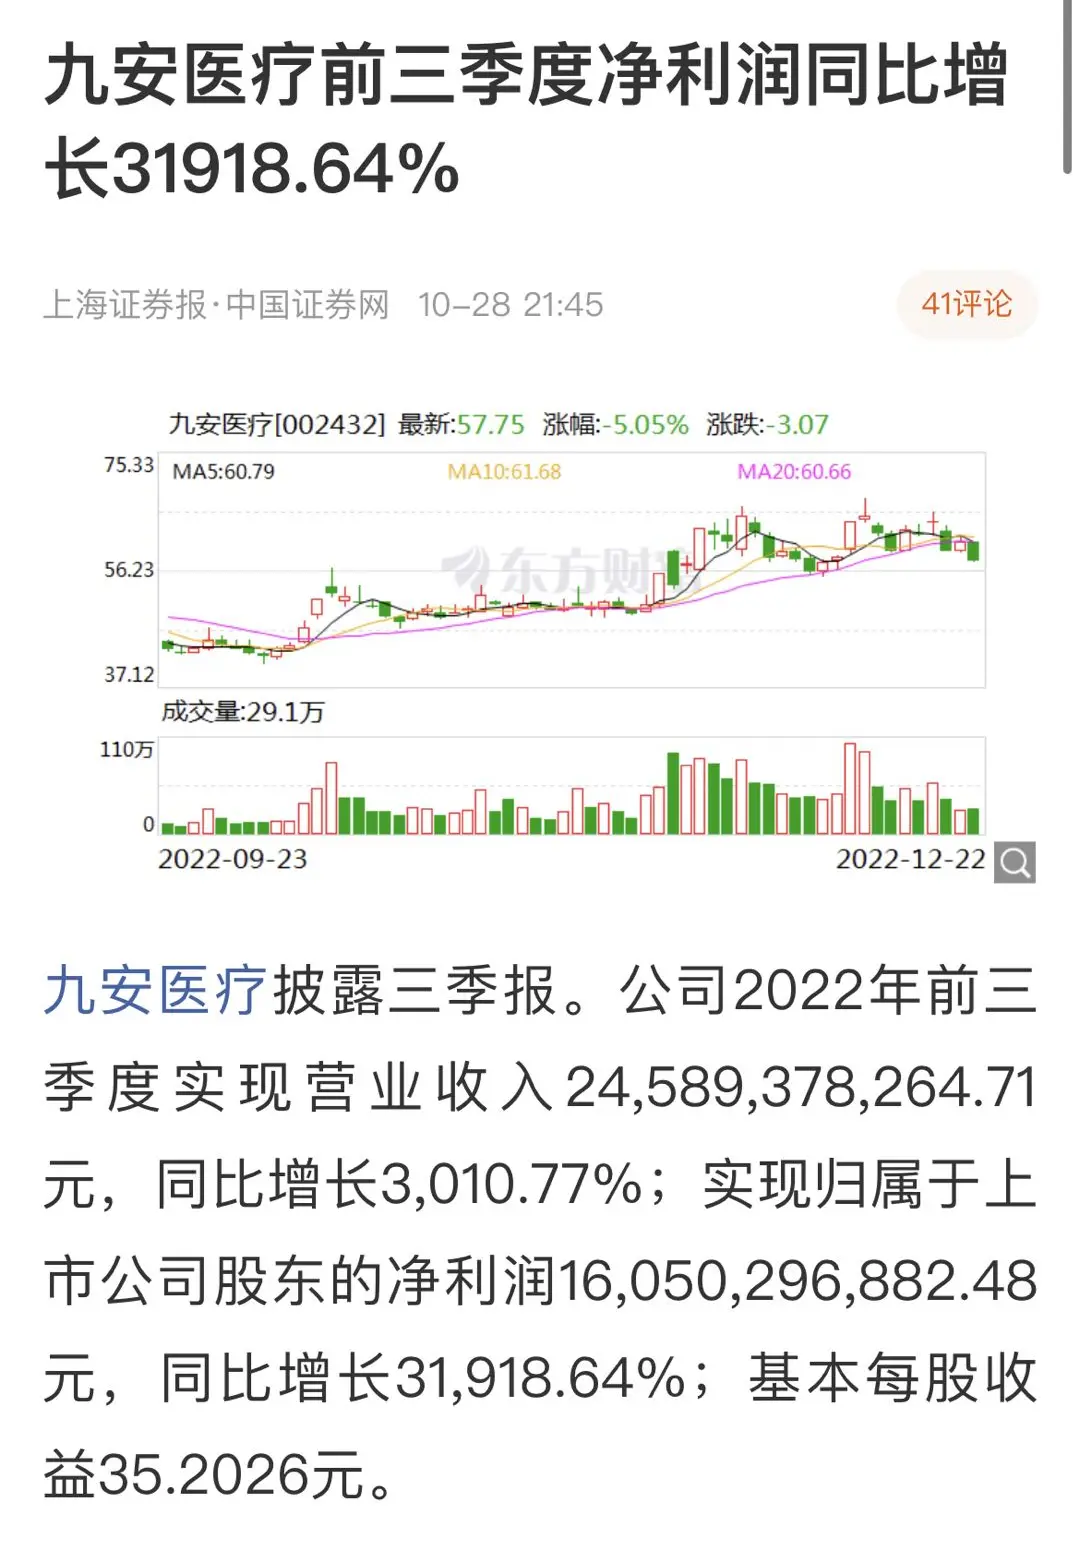 九安医疗前三季度净利润同比增
长31918.64%
上海证券报·中国证券网 10-28 21:45
41评论
九安医疗[002432] 最新:57.75 涨幅:-5.05% 涨跌:-3.07
75.33
MA5:60.79 MA10:61.68 MA20:60.66
东方财富
56.23
37.12
成交量:29.1万
110万
0
2022-09-23 2022-12-22
九安医疗披露三季报。公司2022年前三
季度实现营业收入24,589,378,264.71
元，同比增长3,010.77%；实现归属于上
市公司股东的净利润16,050,296,882.48
元，同比增长31,918.64%；基本每股收
益35.2026元。